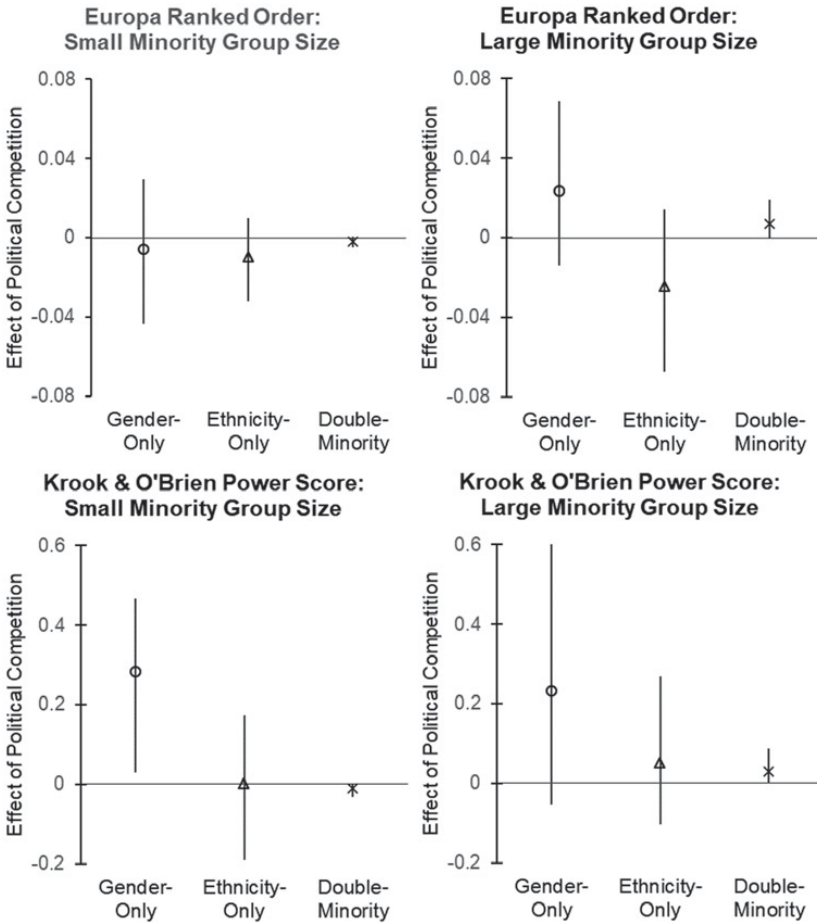 Europa Ranked Order:
Small Minority Group Size
Effect of Political Competition
0.08
0.04
0
-0.04
-0.08
Gender-
Only
Ethnicity-
Only
Double-
Minority
Europa Ranked Order:
Large Minority Group Size
Effect of Political Competition
0.08
0.04
0
-0.04
-0.08
Gender-
Only
Ethnicity-
Only
Double-
Minority
Krook & O'Brien Power Score:
Small Minority Group Size
Effect of Political Competition
0.6
0.4
0.2
0
-0.2
Gender-
Only
Ethnicity-
Only
Double-
Minority
Krook & O'Brien Power Score:
Large Minority Group Size
Effect of Political Competition
0.6
0.4
0.2
0
-0.2
Gender-
Only
Ethnicity-
Only
Double-
Minority